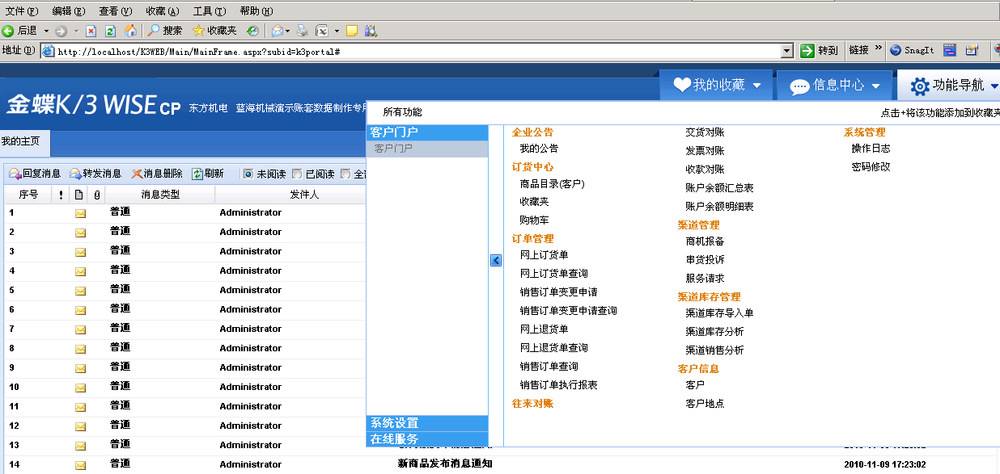 文件(F) 编辑(E) 查看(V) 收藏(A) 工具(T) 帮助(H)
后退 搜索 收藏夹
地址(D) http://localhost/K3WEB/Main/MainFrame.aspx?subid=k3portal# 转到 链接 » SnagIt
我的收藏 信息中心 功能导航
金蝶K/3 WISE CP 东方机电 蓝海机械演示账套数据制作专用
所有功能 点击+将该功能添加到收藏夹
我的主页
回复消息 转发消息 消息删除 刷新 未阅读 已阅读
序号 ! 消息类型 发件人
1 普通 Administrator
2 普通 Administrator
3 普通 Administrator
4 普通 Administrator
5 普通 Administrator
6 普通 Administrator
7 普通 Administrator
8 普通 Administrator
9 普通 Administrator
10 普通 Administrator
11 普通 Administrator
12 普通 Administrator
13 普通 Administrator
14 普通 Administrator 新商品发布消息通知 2010-11-09 17:23:02
客户门户
客户门户
系统设置
在线服务
企业公告
我的公告
订货中心
商品目录(客户)
收藏夹
购物车
订单管理
网上订货单
网上订货单查询
销售订单变更申请
销售订单变更申请查询
网上退货单
网上退货单查询
销售订单查询
销售订单执行报表
往来对账
交货对账
发票对账
收款对账
账户余额汇总表
账户余额明细表
渠道管理
商机报备
串货投诉
服务请求
渠道库存管理
渠道库存导入单
渠道库存分析
渠道销售分析
客户信息
客户
客户地点
系统管理
操作日志
密码修改